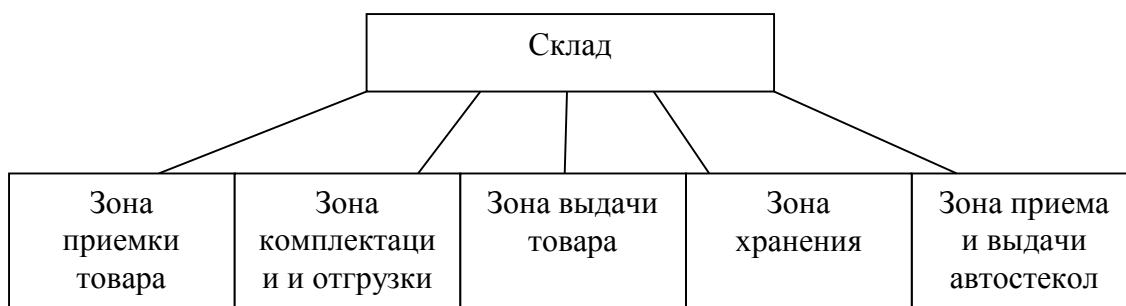 Склад
Зона
приемки
товара
Зона
комплектаци
и и отгрузки
Зона выдачи
товара
Зона
хранения
Зона приема
и выдачи
автостекол